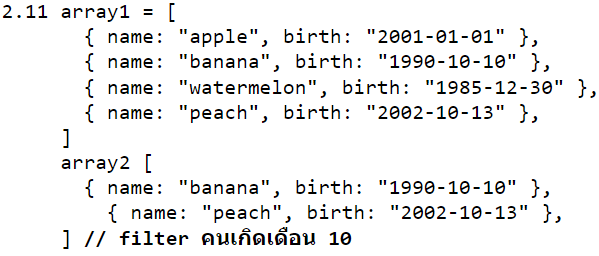 2.11 array1 = [
{ name: "apple", birth: "2001-01-01" },
{ name: "banana", birth: "1990-10-10" },
{ name: "watermelon", birth: "1985-12-30" },
{ name: "peach", birth: "2002-10-13" },
]
array2 [
{ name: "banana", birth: "1990-10-10" },
{ name: "peach", birth: "2002-10-13" },
] // filter คนเกิดเดือน 10